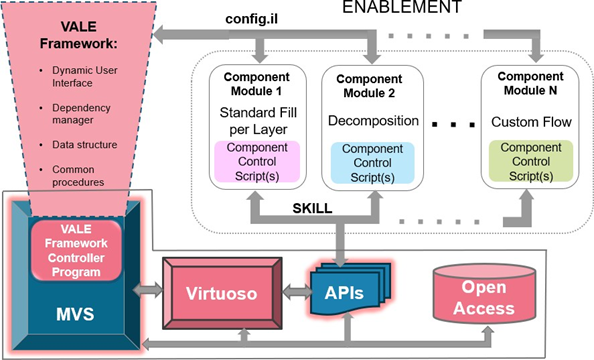 ENABLEMENT
VALE
Framework:
• Dynamic User
Interface
• Dependency
manager
• Data structure
• Common
procedures
config.il
Component
Module 1
Standard Fill
per Layer
Component
Control
Script(s)
Component
Module 2
Decomposition
Component
Control
Script(s)
Component
Module N
Custom Flow
Component
Control
Script(s)
SKILL
VALE
Framework
Controller
Program
MVS
Virtuoso
APIs
Open
Access